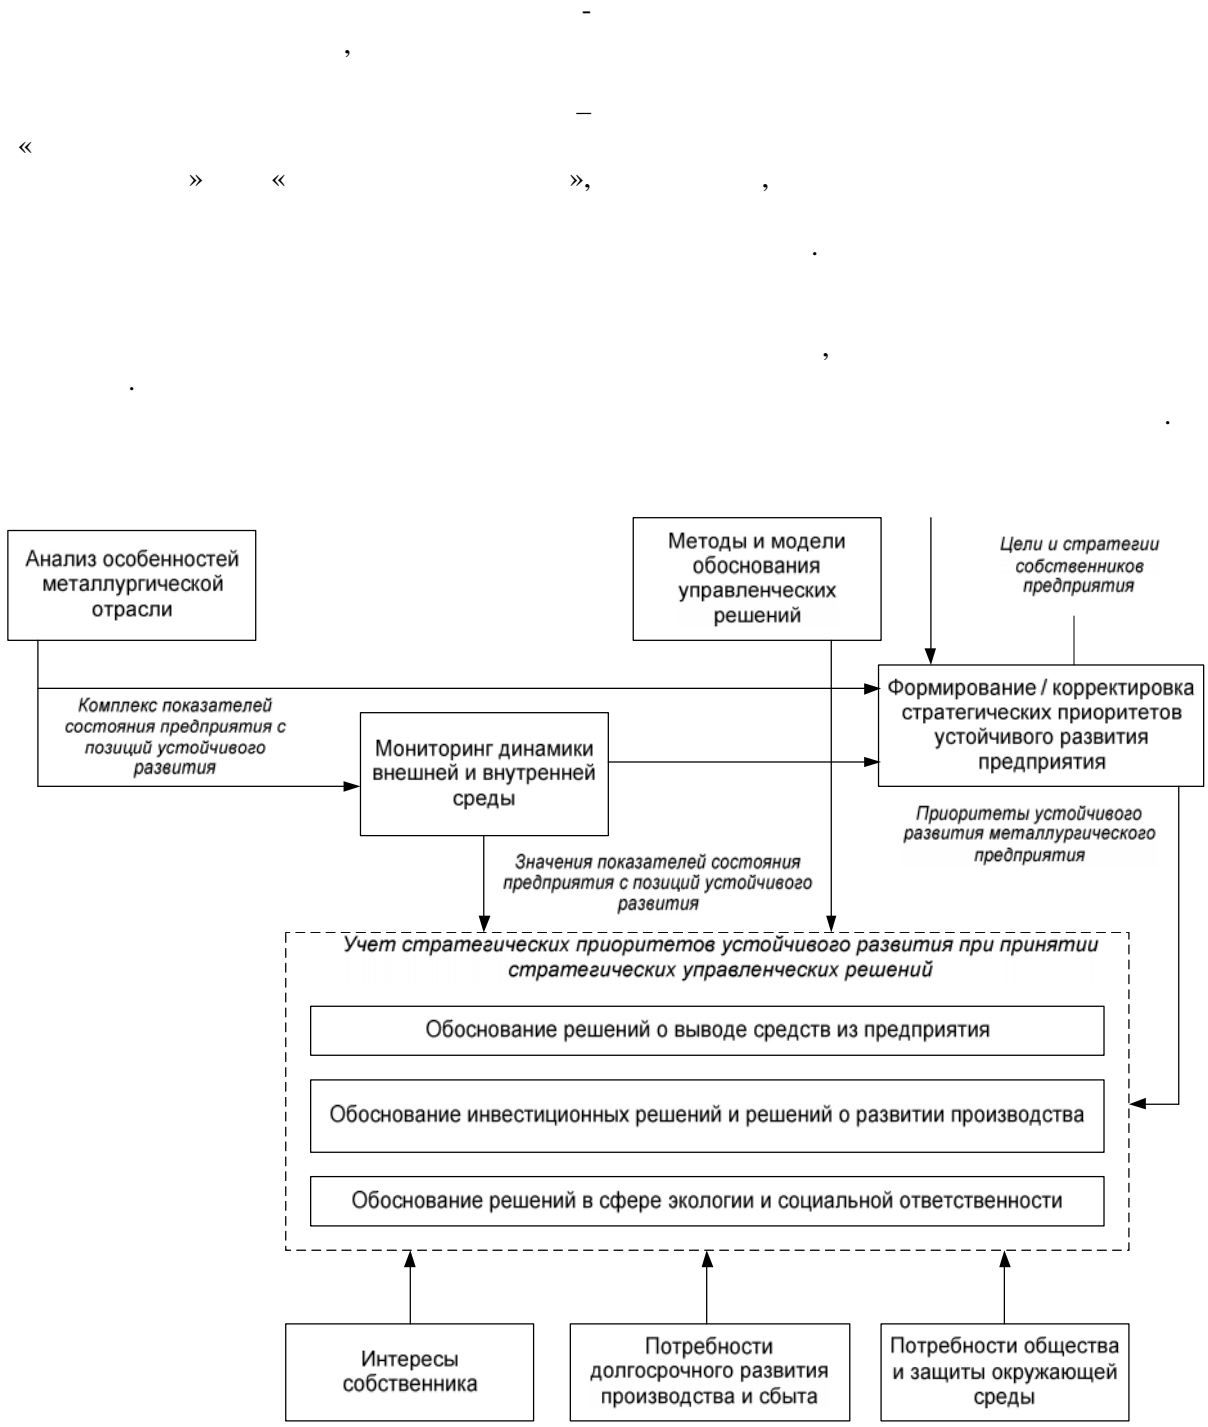 -
,
–
«
» « », ,
.
,
.
.
Анализ особенностей
металлургической
отрасли
Методы и модели
обоснования
управленческих
решений
Цели и стратегии
собственников
предприятия
Комплекс показателей
состояния предприятия с
позиций устойчивого
развития
Мониторинг динамики
внешней и внутренней
среды
Формирование / корректировка
стратегических приоритетов
устойчивого развития
предприятия
Приоритеты устойчивого
развития металлургического
предприятия
Значения показателей состояния
предприятия с позиций устойчивого
развития
Учет стратегических приоритетов устойчивого развития при принятии
стратегических управленческих решений
Обоснование решений о выводе средств из предприятия
Обоснование инвестиционных решений и решений о развитии производства
Обоснование решений в сфере экологии и социальной ответственности
Интересы
собственника
Потребности
долгосрочного развития
производства и сбыта
Потребности общества
и защиты окружающей
среды